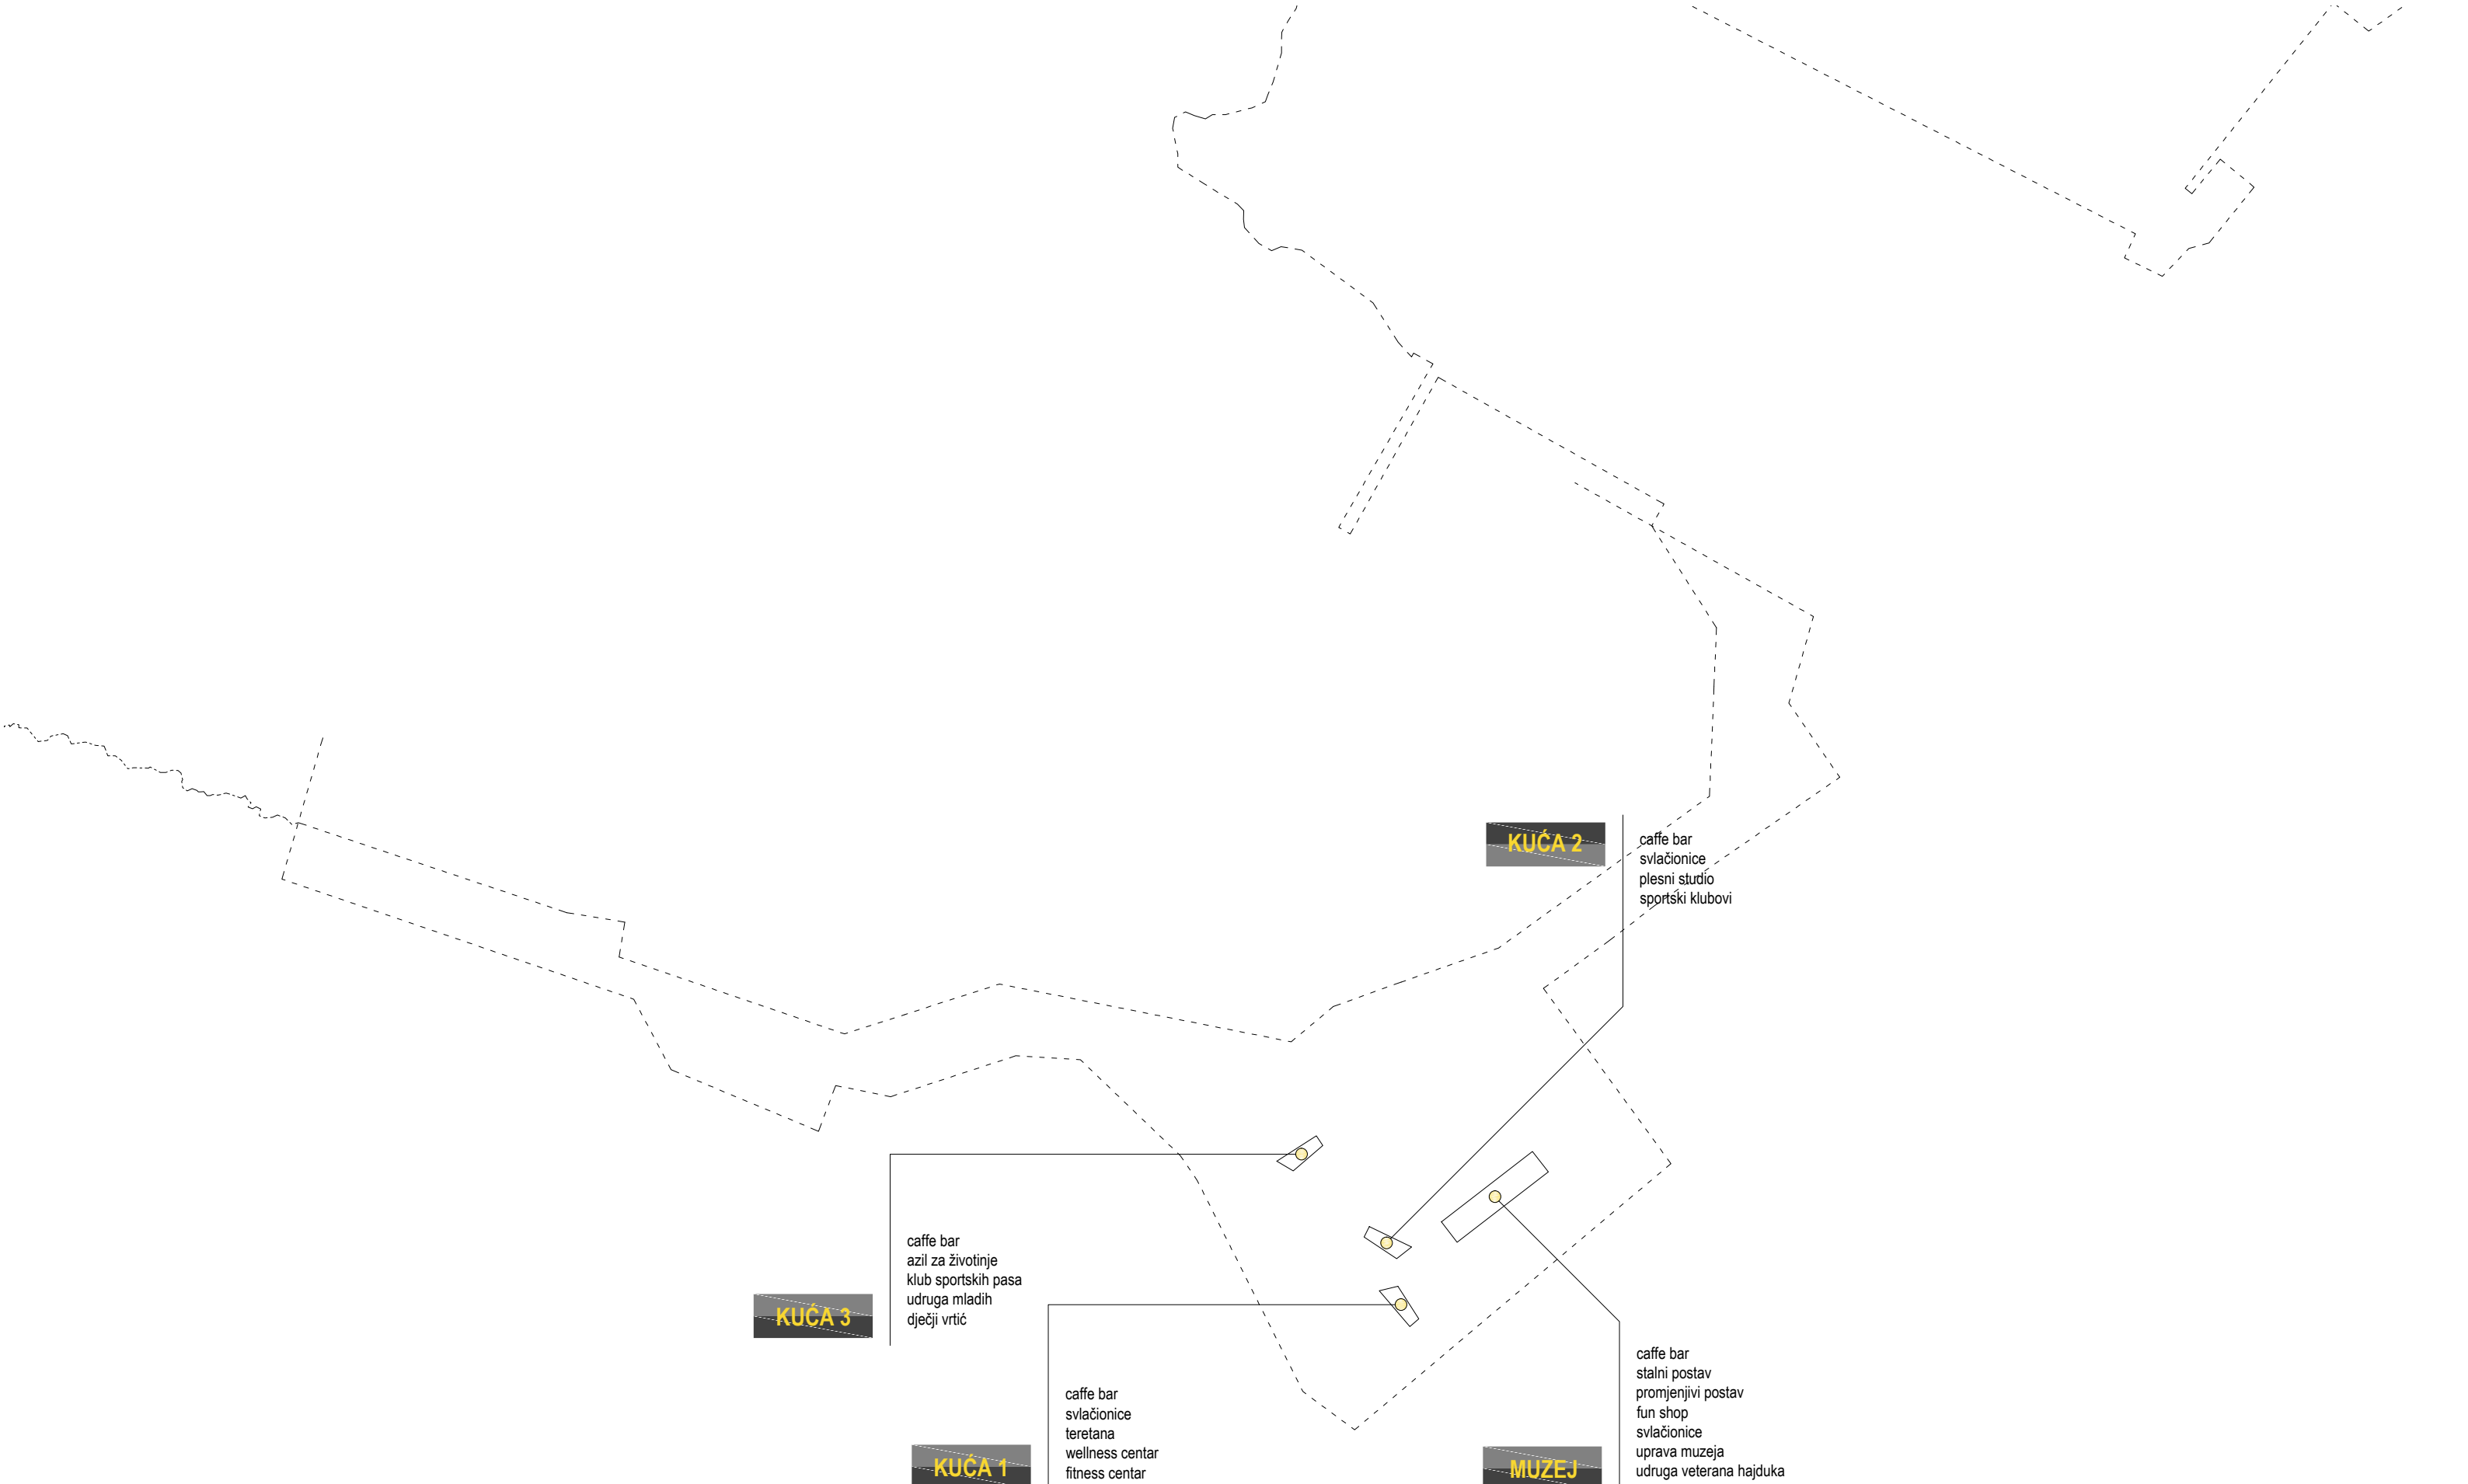 KUĆA 2
caffe bar
svlačionice
plesni studio
sportski klubovi
caffe bar
azil za životinje
klub sportskih pasa
udruga mladih
dječji vrtić
KUĆA 3
caffe bar
svlačionice
teretana
wellness centar
fitness centar
KUĆA 1
caffe bar
stalni postav
promjenjivi postav
fun shop
svlačionice
uprava muzeja
udruga veterana hajduka
MUZEJ